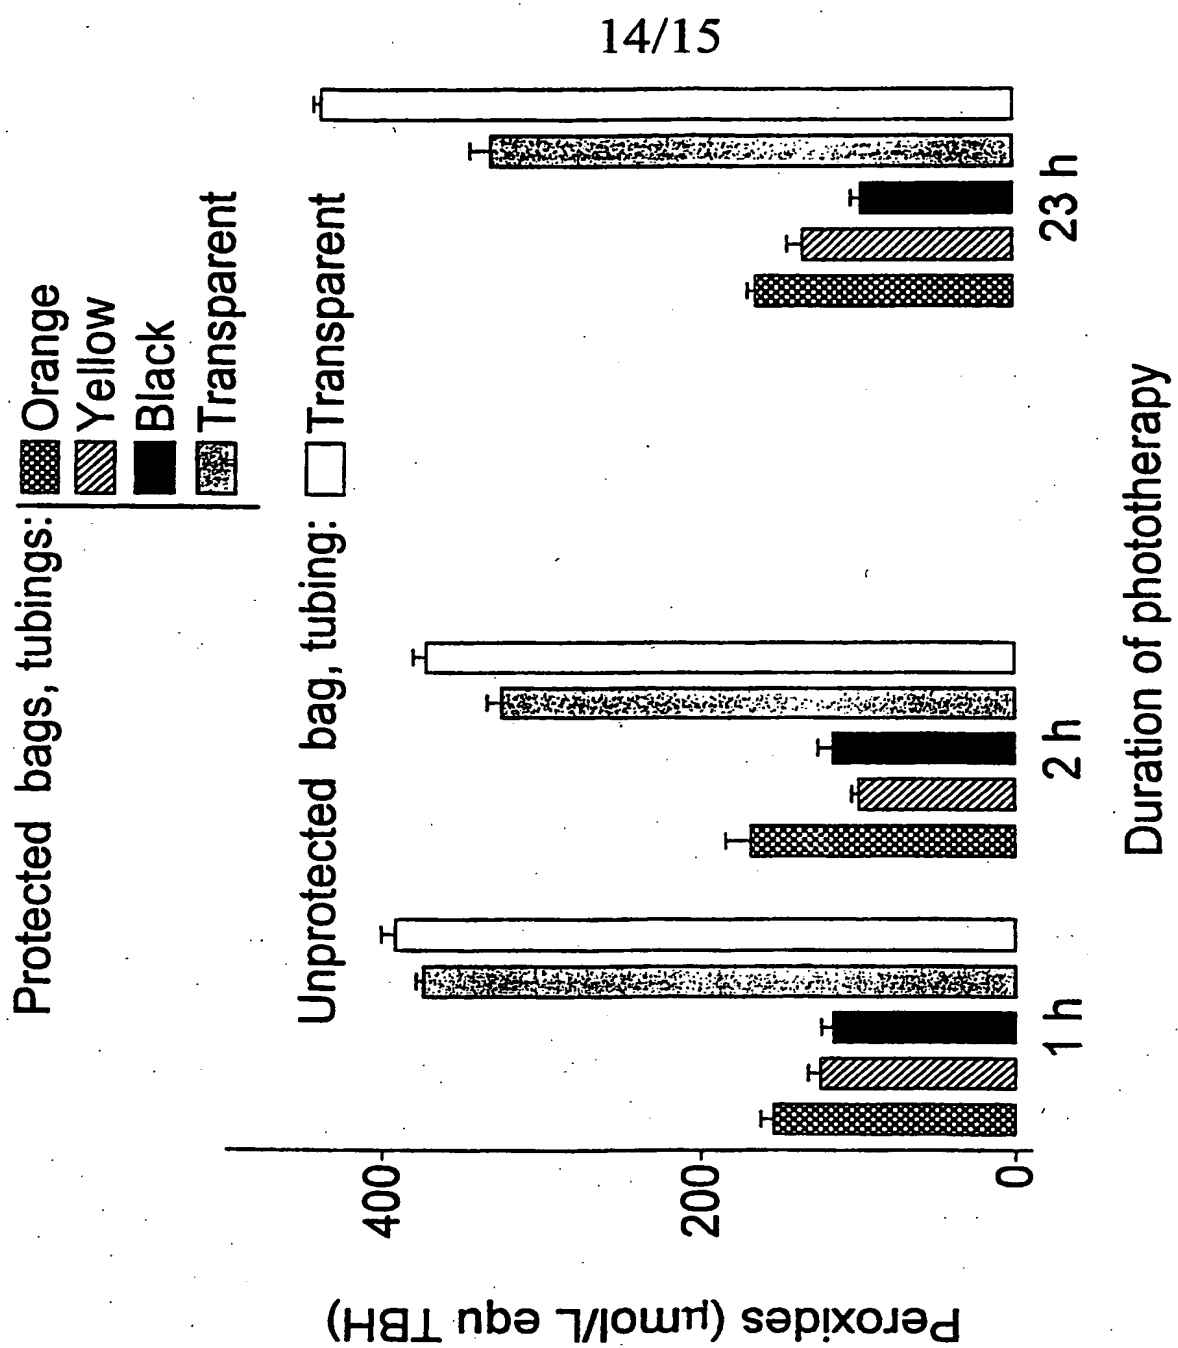 14/15
Protected bags, tubings:
Orange
Yellow
Black
Transparent
Unprotected bag, tubing:
Transparent
Peroxides (µmol/L equ TBH)
400
200
0
1 h
2 h
23 h
Duration of phototherapy